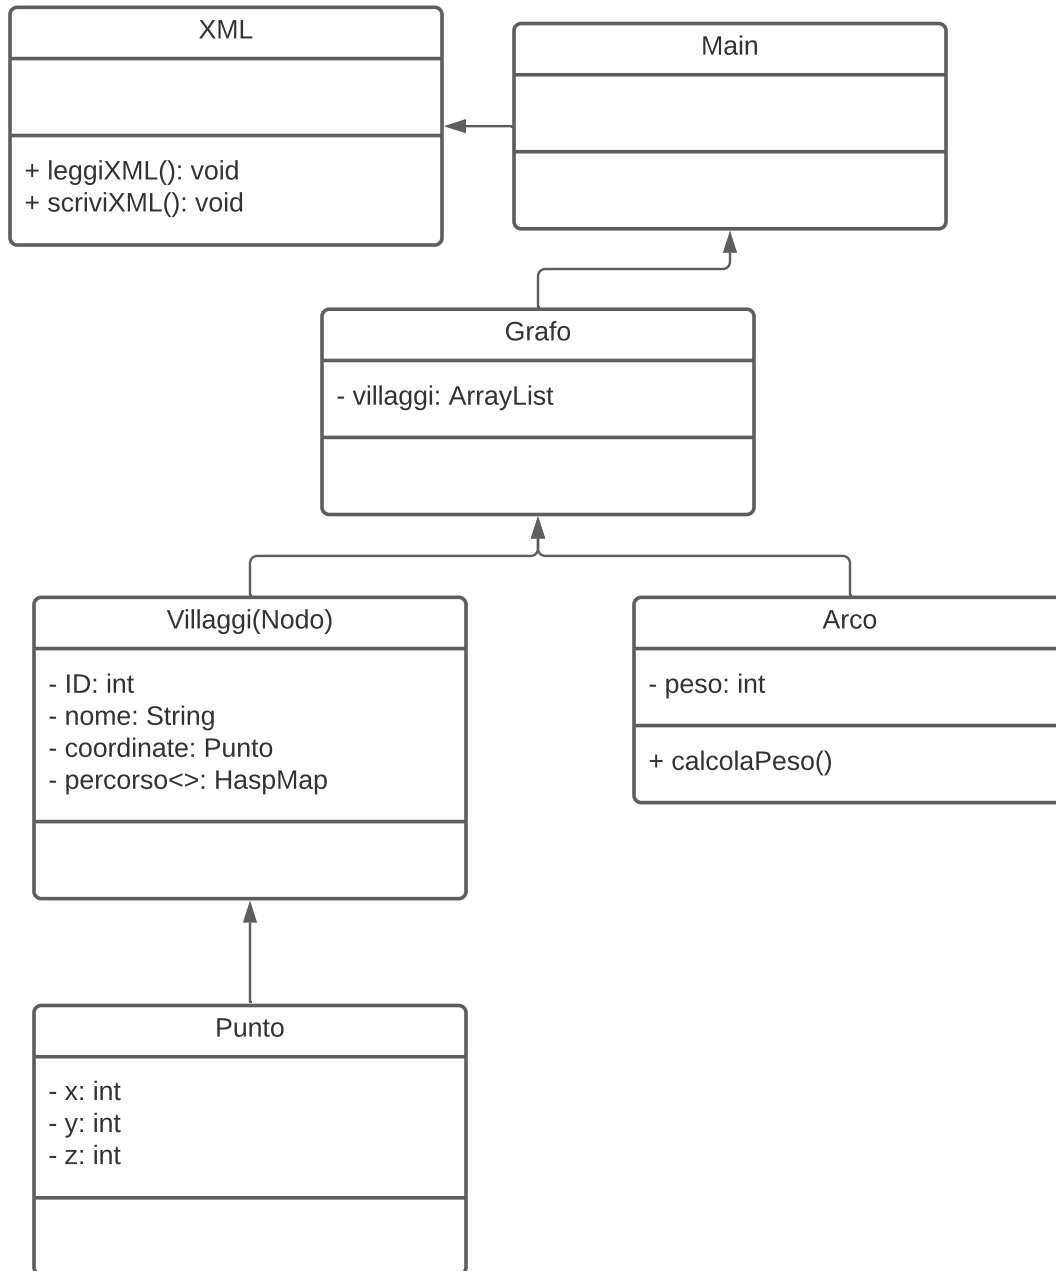 XML
+ leggiXML(): void
+ scriviXML(): void
Main
Grafo
- villaggi: ArrayList
Villaggi(Nodo)
- ID: int
- nome: String
- coordinate: Punto
- percorso<>: HaspMap
Arco
- peso: int
+ calcolaPeso()
Punto
- x: int
- y: int
- z: int